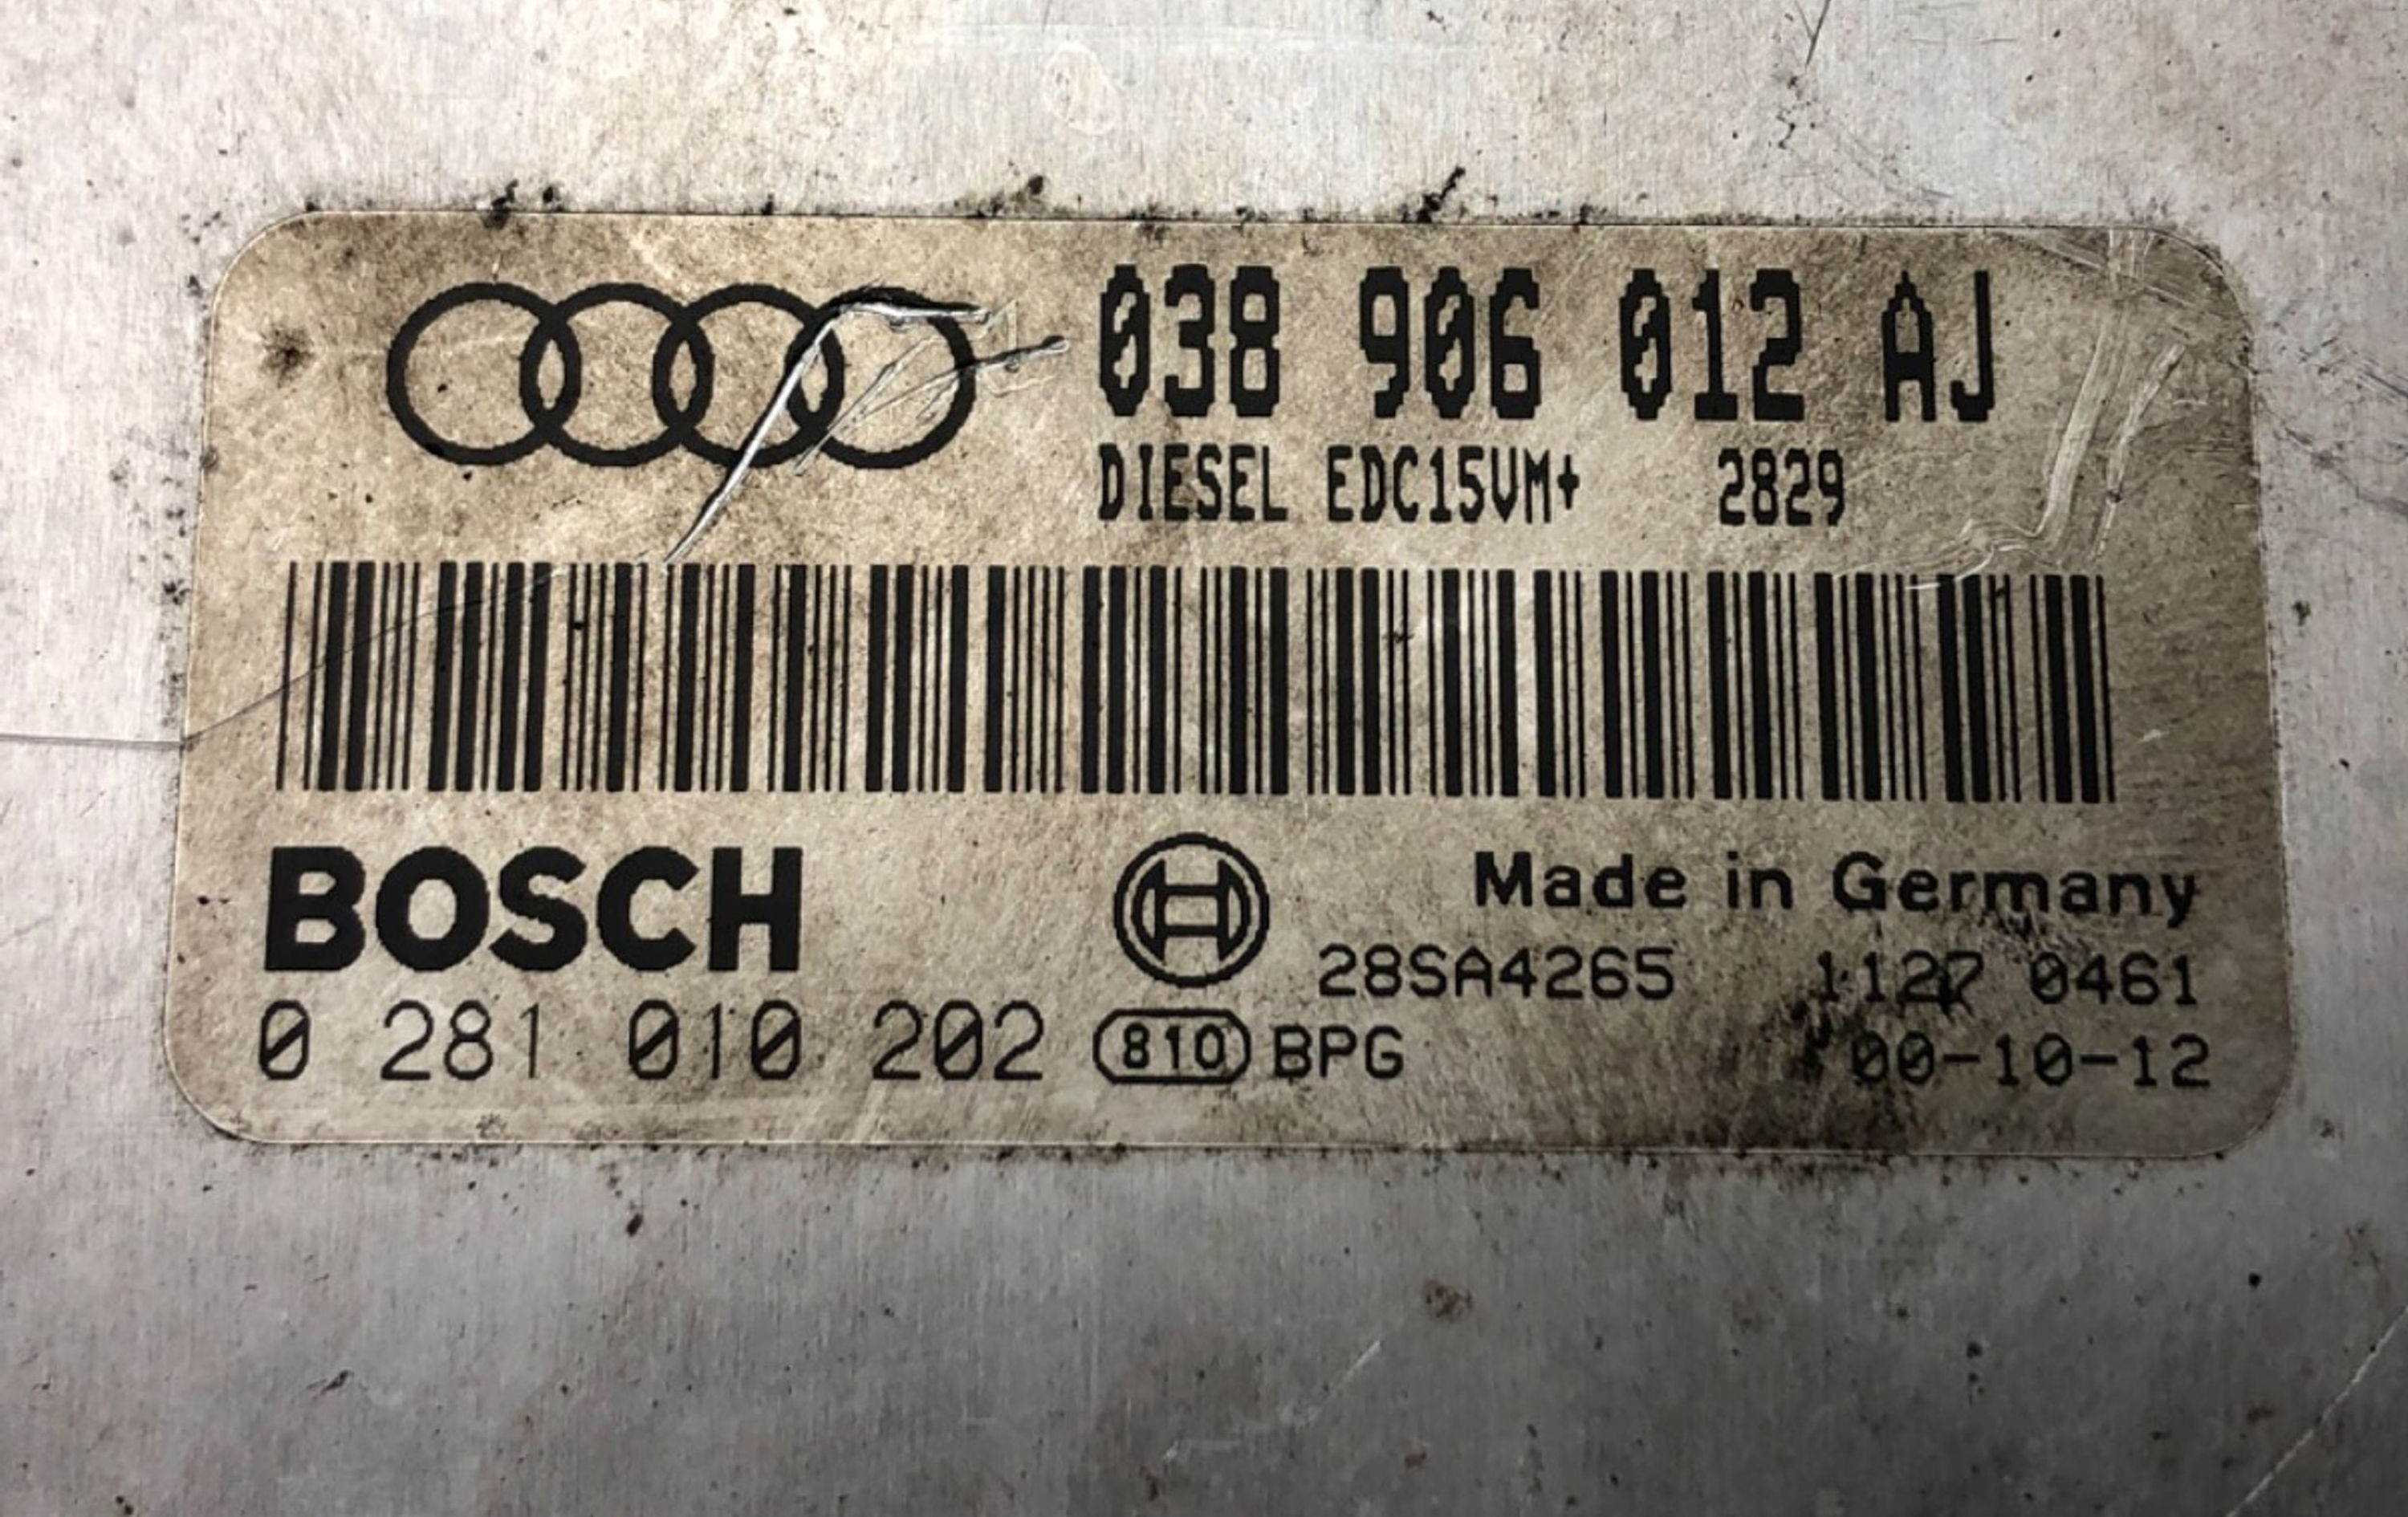 038 906 012 AJ
DIESEL EDC15VM+ 2829
BOSCH
Made in Germany
28SA4265 1127 0461
0 281 010 202 810 BPG 00-10-12